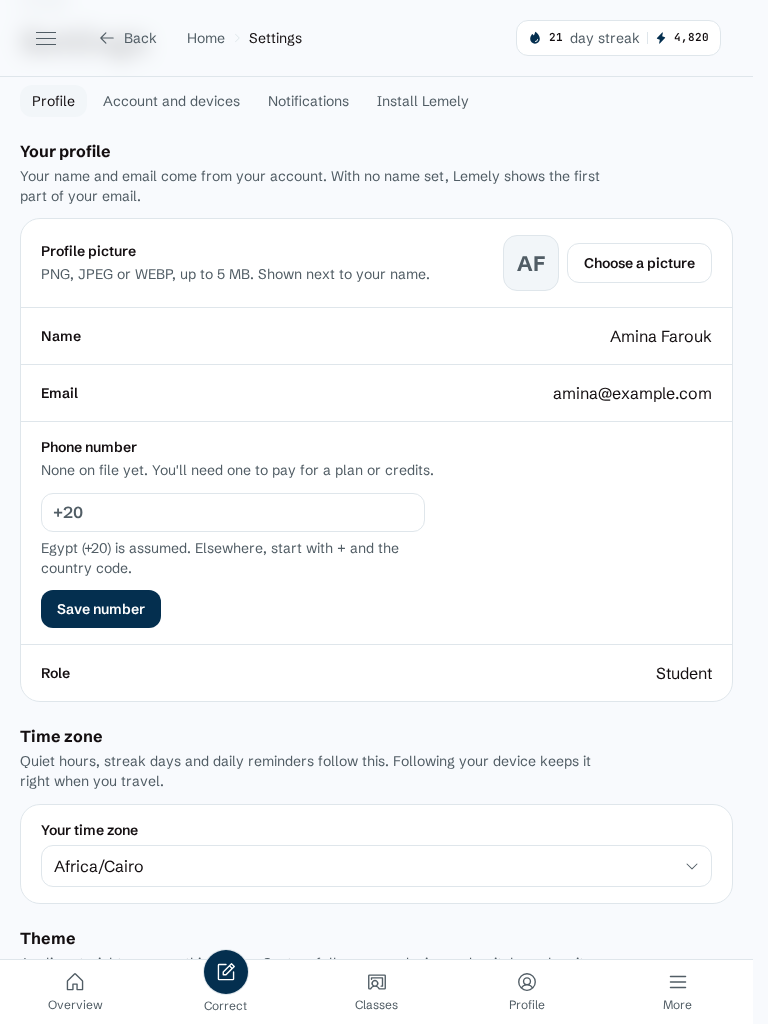 Back
Home
Settings
21 day streak
4,820
Profile
Account and devices
Notifications
Install Lemely
Your profile
Your name and email come from your account. With no name set, Lemely shows the first
part of your email.
Profile picture
PNG, JPEG or WEBP, up to 5 MB. Shown next to your name.
AF
Choose a picture
Name
Amina Farouk
Email
amina@example.com
Phone number
None on file yet. You'll need one to pay for a plan or credits.
+20
Egypt (+20) is assumed. Elsewhere, start with + and the
country code.
Save number
Role
Student
Time zone
Quiet hours, streak days and daily reminders follow this. Following your device keeps it
right when you travel.
Your time zone
Africa/Cairo
Theme
Overview
Correct
Classes
Profile
More